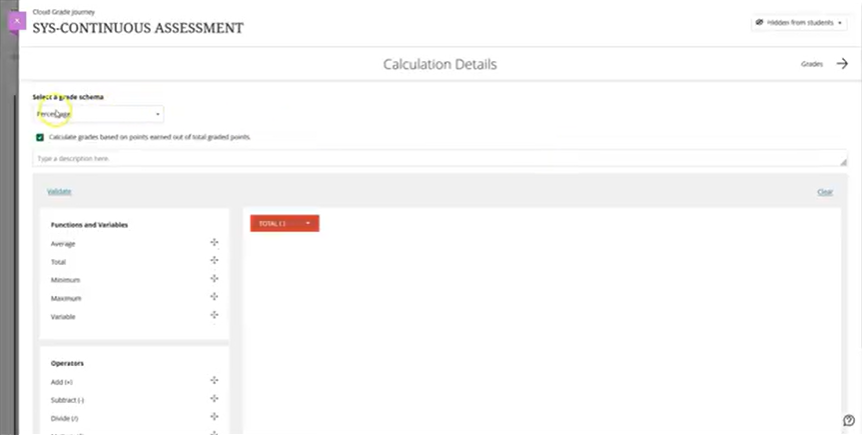 Cloud Grade Journey
SYS-CONTINUOUS ASSESSMENT
Hidden from students
Calculation Details
Grades
Select a grade schema
Percentage
Calculate grades based on points earned out of total graded points.
Type a description here
Validate
Clear
Functions and Variables
TOTAL ( )
Average
Total
Minimum
Maximum
Variable
Operators
Add (+)
Subtract (-)
Divide (/)